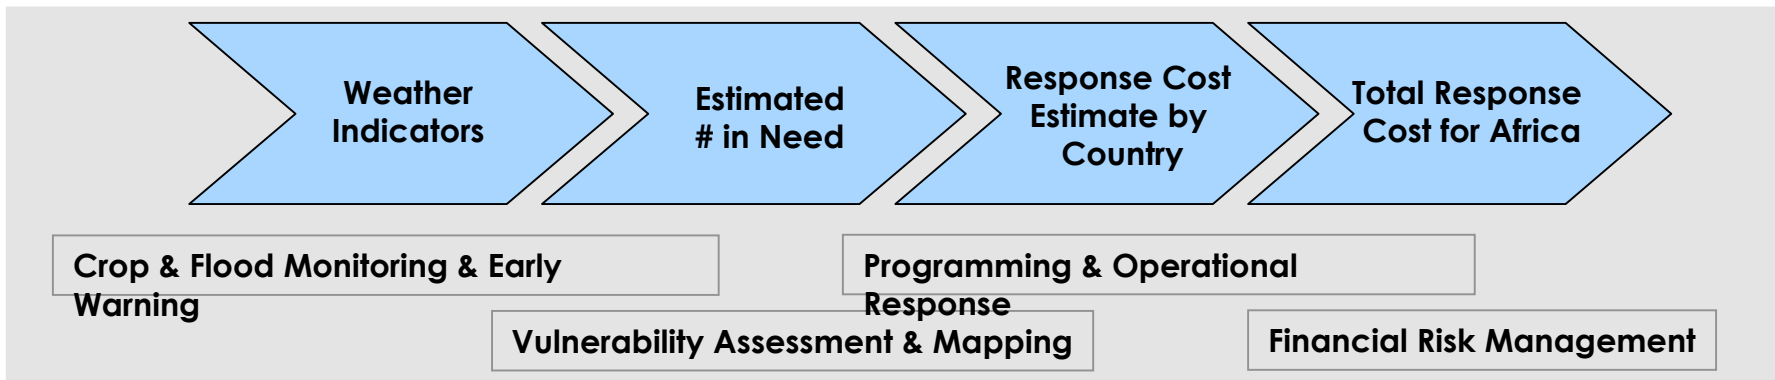 Weather
Indicators
Estimated
# in Need
Response Cost
Estimate by
Country
Total Response
Cost for Africa
Crop & Flood Monitoring & Early
Warning
Programming & Operational
Response
Vulnerability Assessment & Mapping
Financial Risk Management